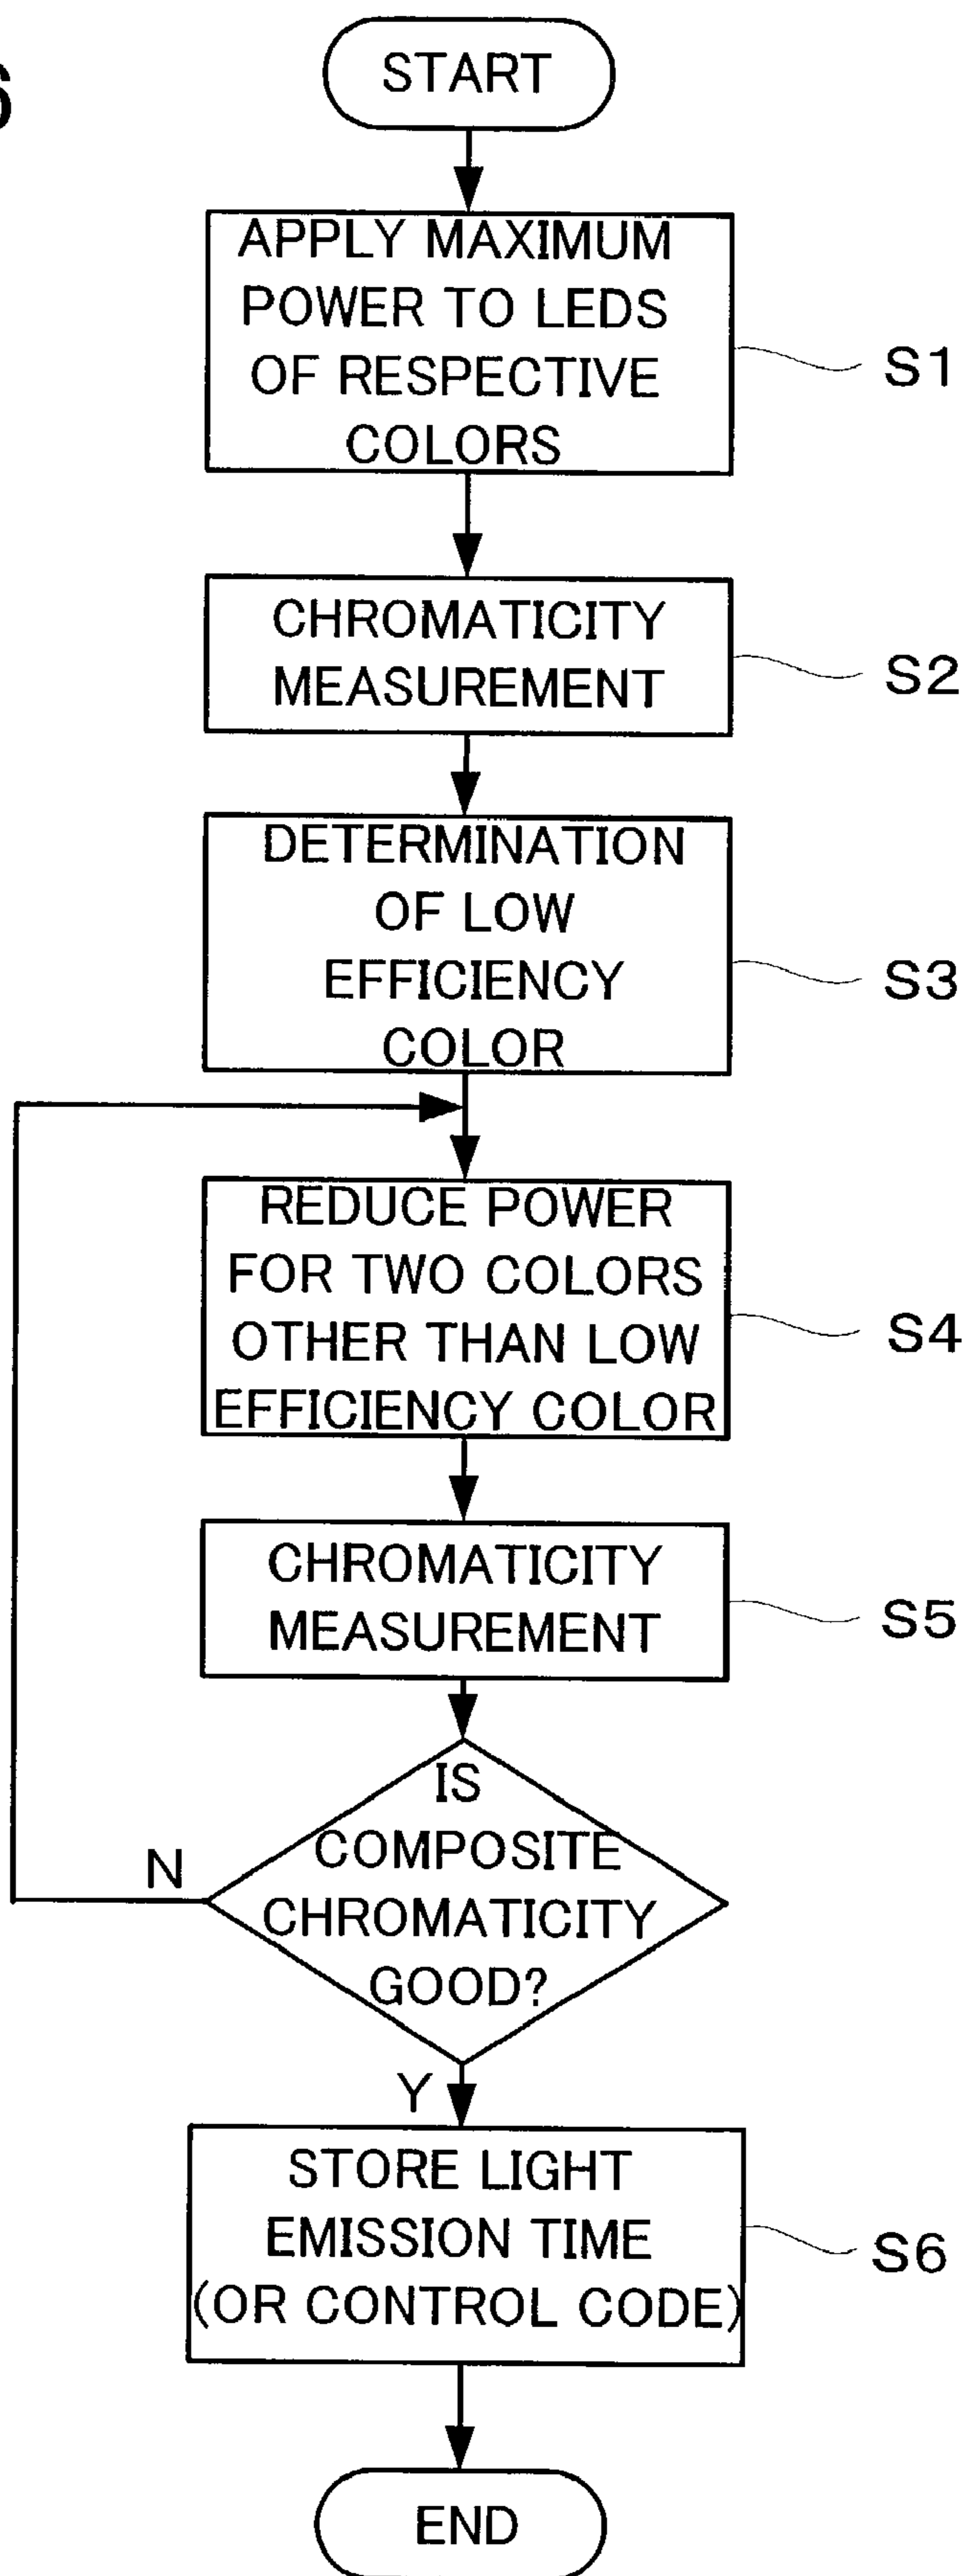 6
START
APPLY MAXIMUM
POWER TO LEDS
OF RESPECTIVE
COLORS
S1
CHROMATICITY
MEASUREMENT
S2
DETERMINATION
OF LOW
EFFICIENCY
COLOR
S3
REDUCE POWER
FOR TWO COLORS
OTHER THAN LOW
EFFICIENCY COLOR
S4
CHROMATICITY
MEASUREMENT
S5
IS
COMPOSITE
CHROMATICITY
GOOD?
N
Y
STORE LIGHT
EMISSION TIME
(OR CONTROL CODE)
S6
END